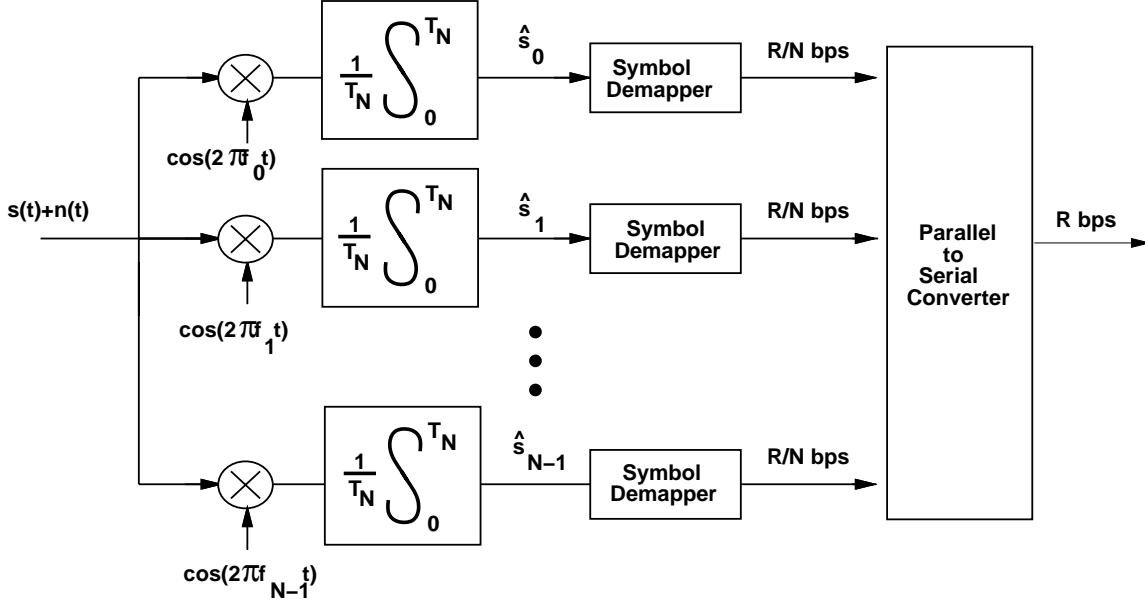 1/T_N ∫_0^T_N
ŝ_0
Symbol
Demapper
R/N bps
cos(2πf_0t)
s(t)+n(t)
1/T_N ∫_0^T_N
ŝ_1
Symbol
Demapper
R/N bps
cos(2πf_1t)
Parallel
to
Serial
Converter
R bps
1/T_N ∫_0^T_N
ŝ_N−1
Symbol
Demapper
R/N bps
cos(2πf_N−1t)